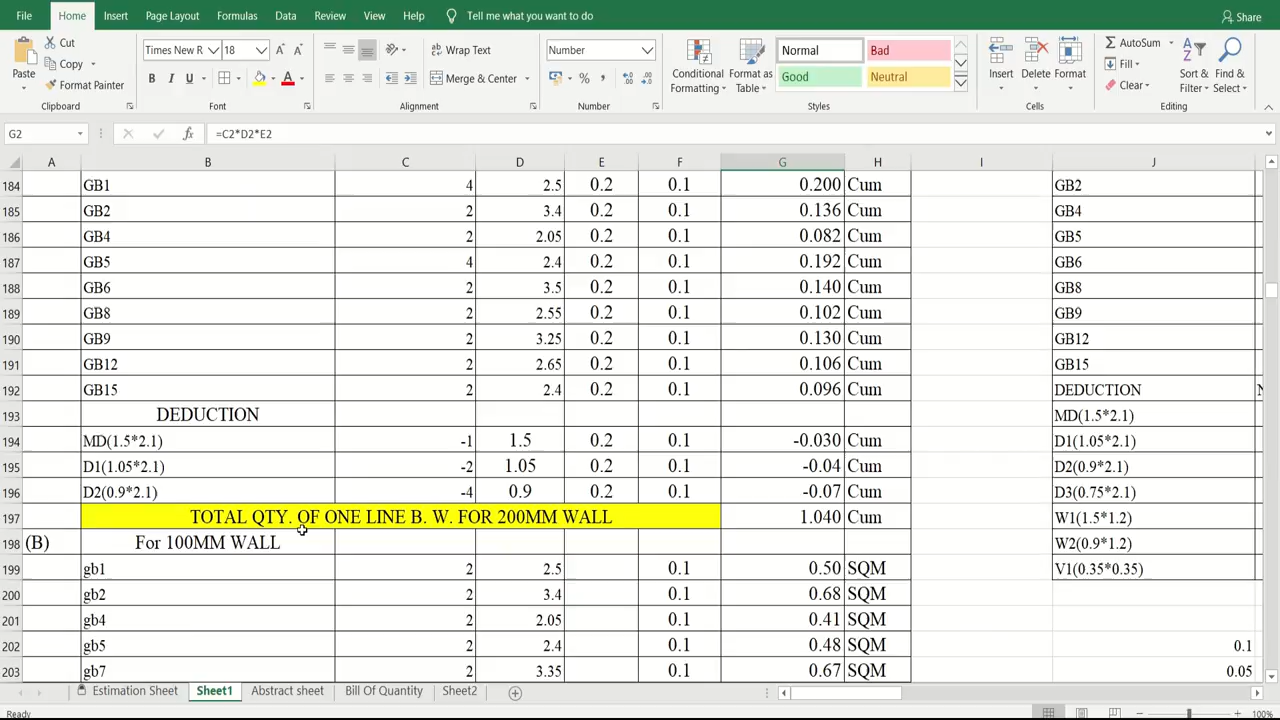 File Home Insert Page Layout Formulas Data Review View Help Tell me what you want to do Share
Cut
Copy
Format Painter
Paste
Clipboard
Times New R 18
B I U A
Font
Wrap Text
Merge & Center
Alignment
Number
%
Number
Conditional Formatting
Format as Table
Normal Bad
Good Neutral
Styles
Insert Delete Format
Cells
AutoSum
Fill
Clear
Sort & Filter
Find & Select
Editing
G2 fx =C2*D2*E2
A B C D E F G H I J
184 GB1 4 2.5 0.2 0.1 0.200 Cum GB2
185 GB2 2 3.4 0.2 0.1 0.136 Cum GB4
186 GB4 2 2.05 0.2 0.1 0.082 Cum GB5
187 GB5 4 2.4 0.2 0.1 0.192 Cum GB6
188 GB6 2 3.5 0.2 0.1 0.140 Cum GB8
189 GB8 2 2.55 0.2 0.1 0.102 Cum GB9
190 GB9 2 3.25 0.2 0.1 0.130 Cum GB12
191 GB12 2 2.65 0.2 0.1 0.106 Cum GB15
192 GB15 2 2.4 0.2 0.1 0.096 Cum DEDUCTION
193 DEDUCTION MD(1.5*2.1)
194 MD(1.5*2.1) -1 1.5 0.2 0.1 -0.030 Cum D1(1.05*2.1)
195 D1(1.05*2.1) -2 1.05 0.2 0.1 -0.04 Cum D2(0.9*2.1)
196 D2(0.9*2.1) -4 0.9 0.2 0.1 -0.07 Cum D3(0.75*2.1)
197 TOTAL QTY. OF ONE LINE B. W. FOR 200MM WALL 1.040 Cum W1(1.5*1.2)
198 (B) For 100MM WALL W2(0.9*1.2)
199 gb1 2 2.5 0.1 0.50 SQM V1(0.35*0.35)
200 gb2 2 3.4 0.1 0.68 SQM
201 gb4 2 2.05 0.1 0.41 SQM
202 gb5 2 2.4 0.1 0.48 SQM 0.1
203 gb7 2 3.35 0.1 0.67 SQM 0.05
Estimation Sheet Sheet1 Abstract sheet Bill Of Quantity Sheet2
Ready 100%